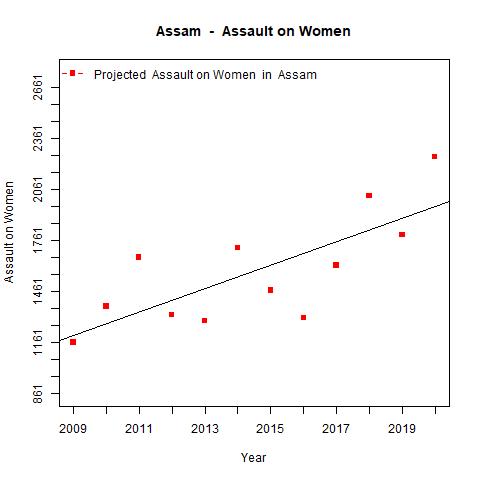 Assam - Assault on Women
Projected Assault on Women in Assam
2661
2361
2061
1761
1461
1161
861
Assault on Women
2009 2011 2013 2015 2017 2019
Year